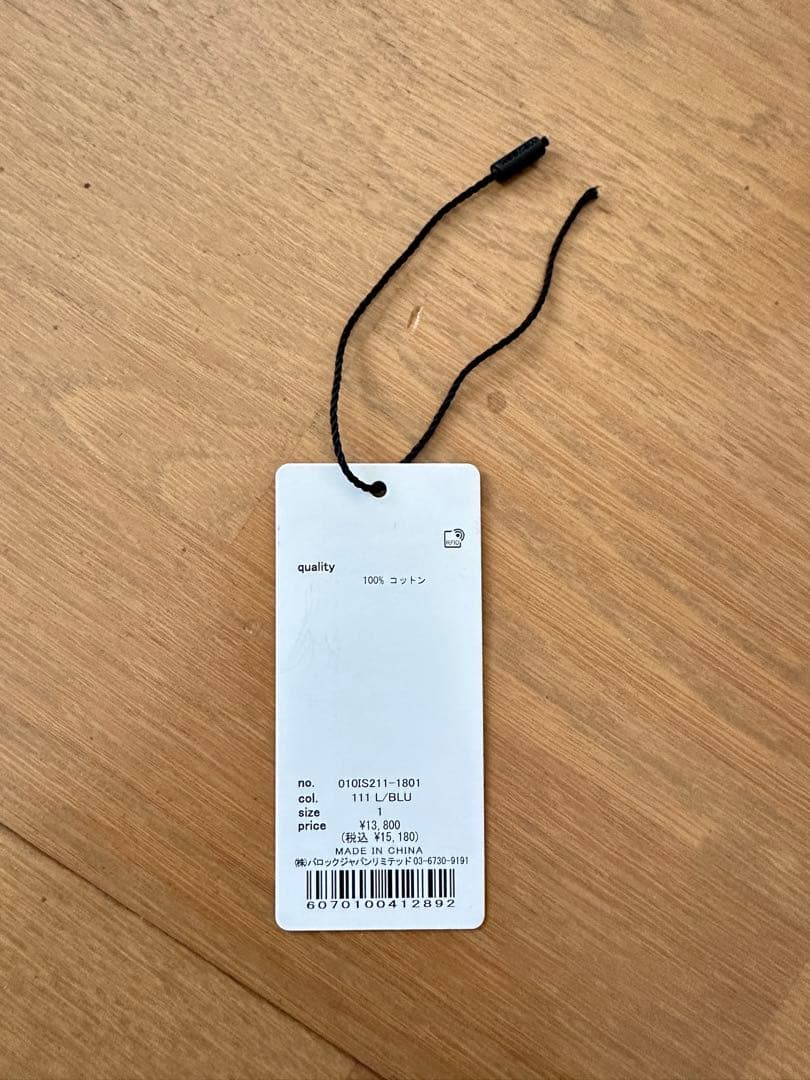 RFID
quality
100% コットン
no. 010IS211-1801
col. 111 L/BLU
size 1
price ¥13,800
(税込 ¥15,180)
MADE IN CHINA
㈱バロックジャパンリミテッド 03-6730-9191
6070100412892